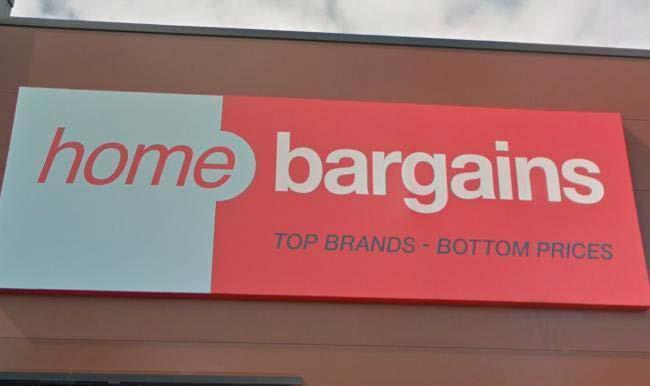 home bargains
TOP BRANDS - BOTTOM PRICES